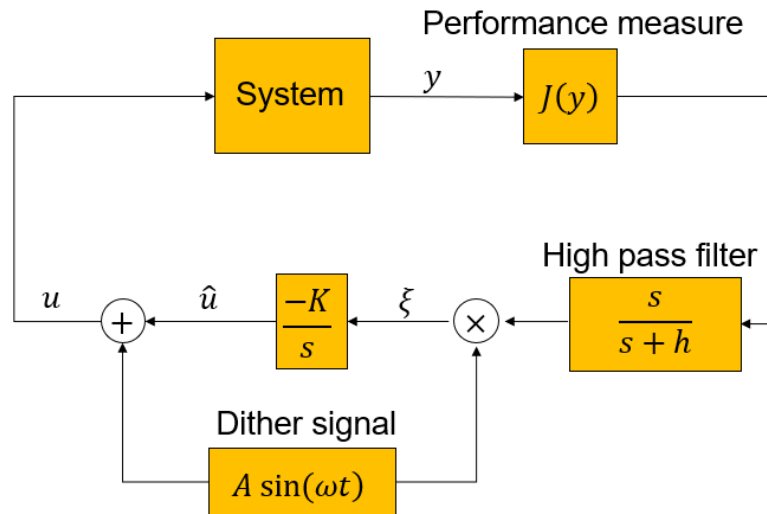 Performance measure
System
y
J(y)
High pass filter
u
û
−K
s
ξ
s
s + h
+
×
Dither signal
A sin(ωt)